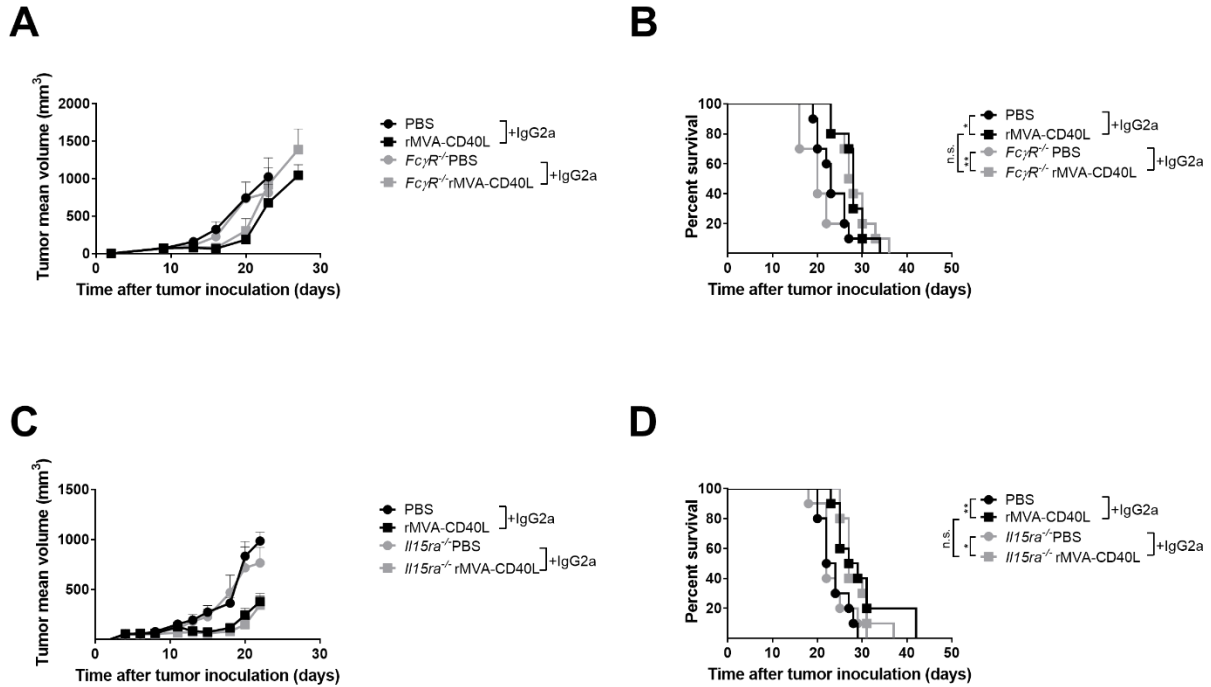 A
Tumor mean volume (mm³)
2000
1500
1000
500
0
0 10 20 30
Time after tumor inoculation (days)
PBS
rMVA-CD40L
+IgG2a
FcγR-/- PBS
FcγR-/- rMVA-CD40L
+IgG2a
B
Percent survival
100
80
60
40
20
0 10 20 30 40 50
Time after tumor inoculation (days)
n.s.
*
**
PBS
rMVA-CD40L
+IgG2a
FcγR-/- PBS
FcγR-/- rMVA-CD40L
+IgG2a
C
Tumor mean volume (mm³)
1500
1000
500
0 10 20 30
Time after tumor inoculation (days)
PBS
rMVA-CD40L
+IgG2a
Il15ra-/- PBS
Il15ra-/- rMVA-CD40L
+IgG2a
D
Percent survival
100
80
60
40
20
0 10 20 30 40 50
Time after tumor inoculation (days)
n.s.
**
*
PBS
rMVA-CD40L
+IgG2a
Il15ra-/- PBS
Il15ra-/- rMVA-CD40L
+IgG2a